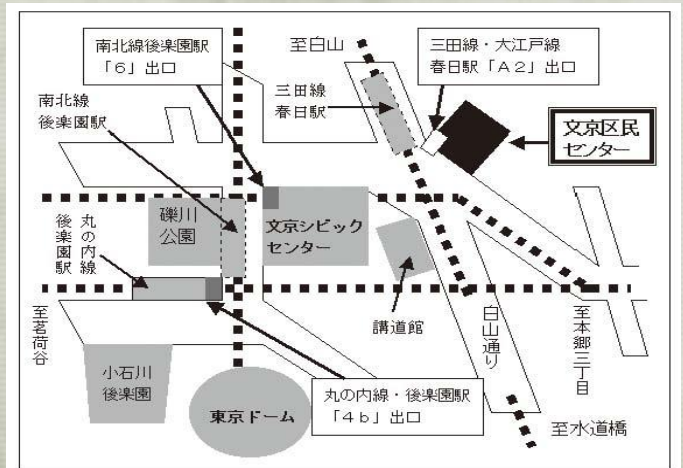 南北線後楽園駅
「6」出口
至白山
三田線・大江戸線
春日駅「A2」出口
南北線
後楽園駅
三田線
春日駅
文京区民
センター
丸の内線
後楽園駅
礫川
公園
文京シビック
センター
講道館
至茗荷谷
白山通り
至本郷三丁目
小石川
後楽園
東京ドーム
丸の内線・後楽園駅
「4b」出口
至水道橋